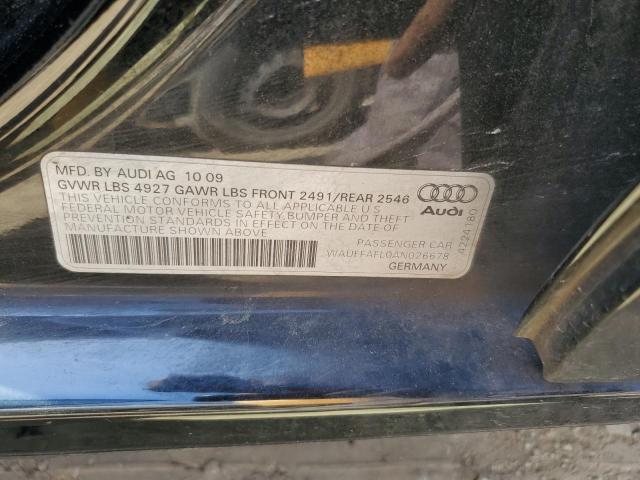 MFD. BY AUDI AG 10 09
GVWR LBS 4927 GAWR LBS FRONT 2491/REAR 2546
THIS VEHICLE CONFORMS TO ALL APPLICABLE U.S
FEDERAL MOTOR VEHICLE SAFETY, BUMPER AND THEFT
PREVENTION STANDARDS IN EFFECT ON THE DATE OF
MANUFACTURE SHOWN ABOVE
Audi
4224180
PASSENGER CAR
WAUFFAFL0AN026678
GERMANY